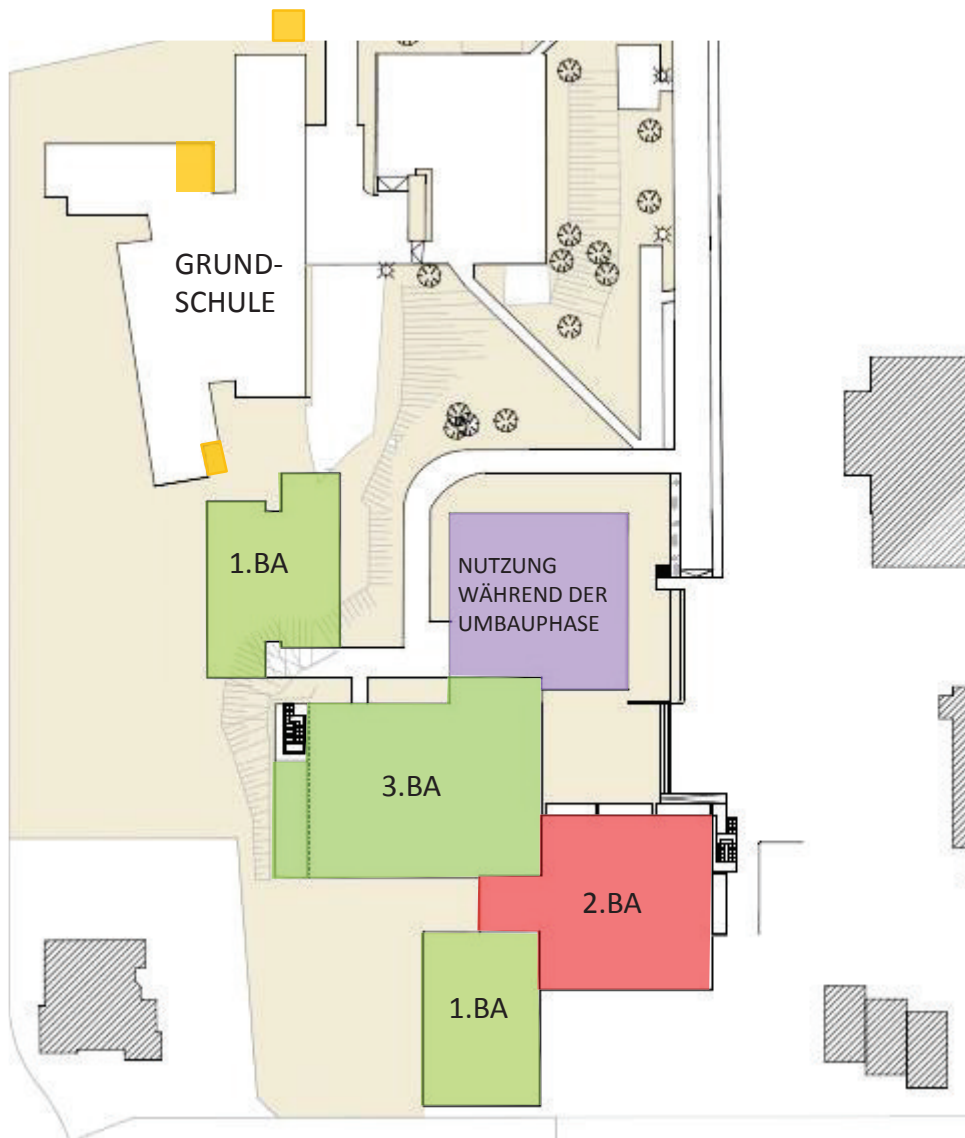 GRUND-
SCHULE
1.BA
NUTZUNG
WÄHREND DER
UMBAUPHASE
3.BA
2.BA
1.BA